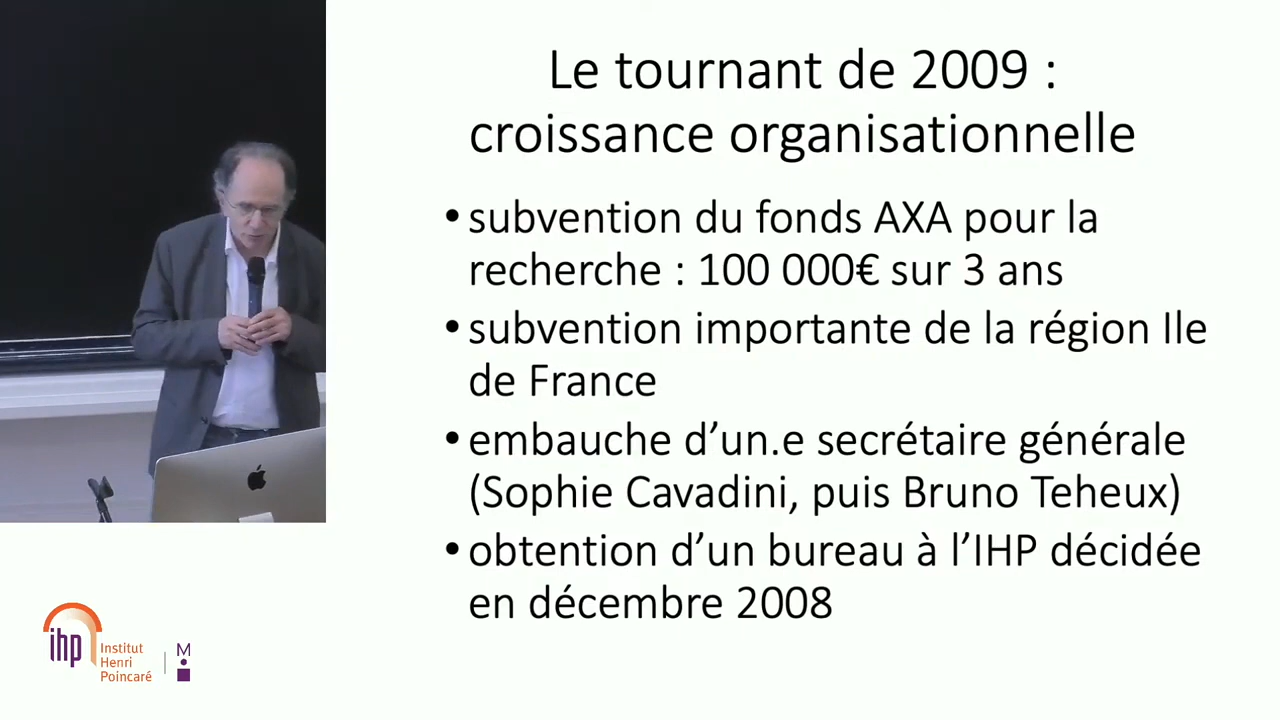 Le tournant de 2009 :
croissance organisationnelle
• subvention du fonds AXA pour la
recherche : 100 000€ sur 3 ans
• subvention importante de la région Ile
de France
• embauche d’un.e secrétaire générale
(Sophie Cavadini, puis Bruno Teheux)
• obtention d’un bureau à l’IHP décidée
en décembre 2008
ihp
Institut
Henri
Poincaré
M